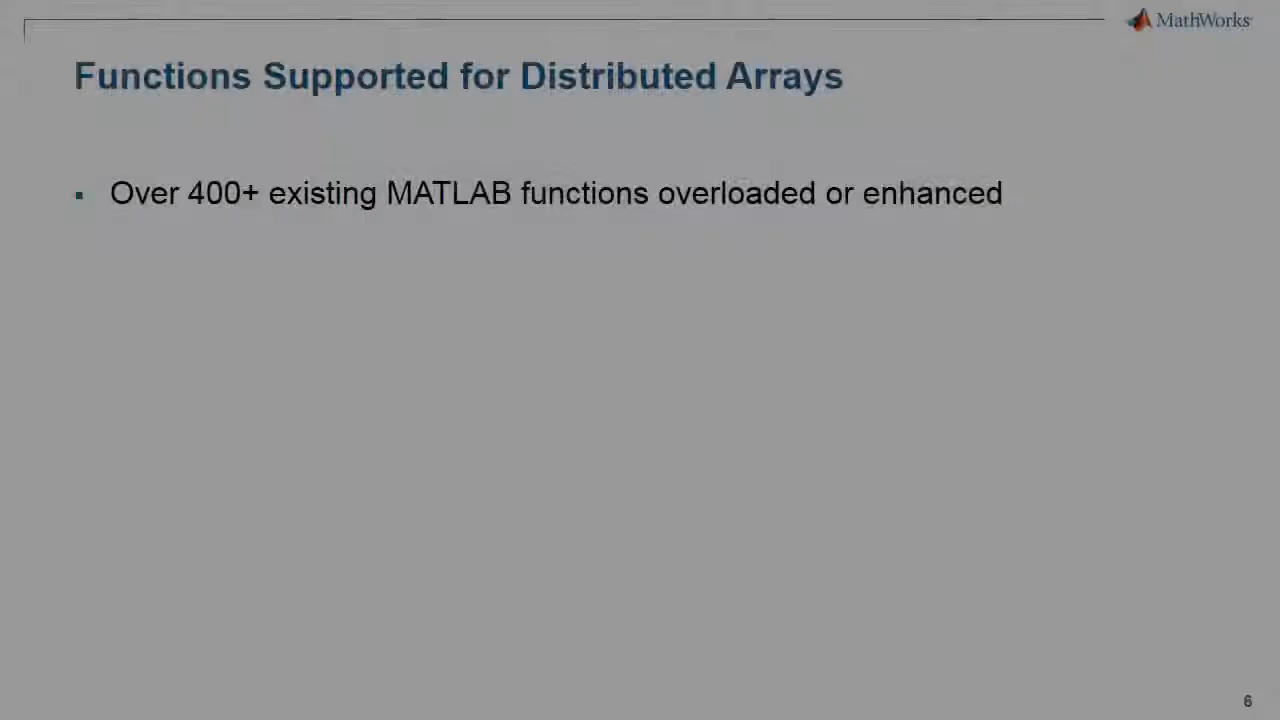 MathWorks
Functions Supported for Distributed Arrays
▪ Over 400+ existing MATLAB functions overloaded or enhanced
6